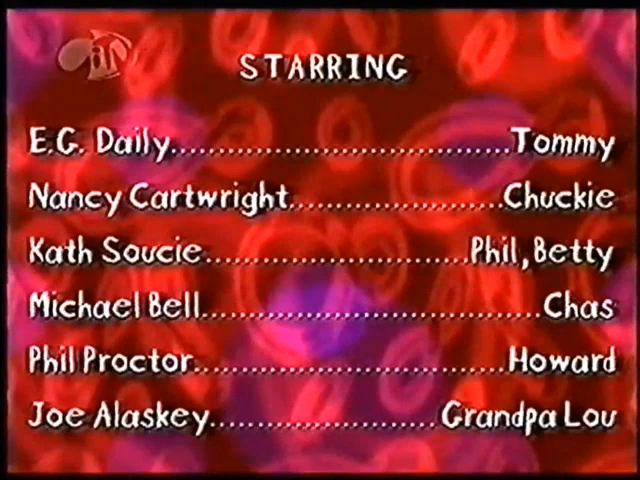 STARRING
E.G. Daily..................................Tommy
Nancy Cartwright......................Chuckie
Kath Soucie...........................Phil, Betty
Michael Bell...................................Chas
Phil Proctor................................Howard
Joe Alaskey.......................Grandpa Lou